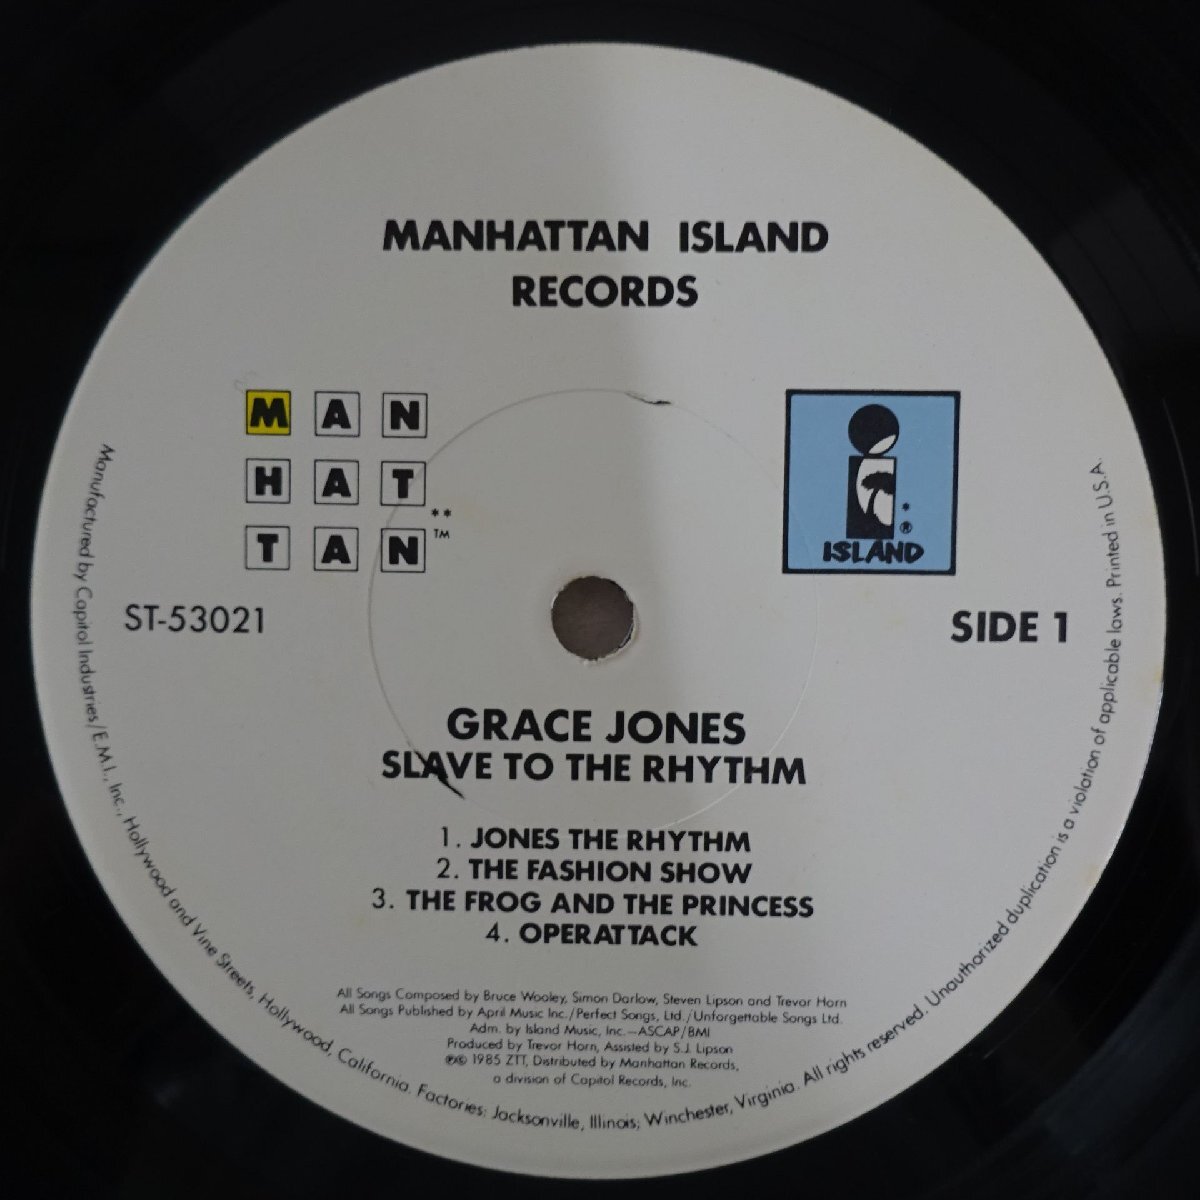 MANHATTAN ISLAND
RECORDS
M A N
H A T
T A N
**
TM
ISLAND
*
®
ST-53021
SIDE 1
GRACE JONES
SLAVE TO THE RHYTHM
1. JONES THE RHYTHM
2. THE FASHION SHOW
3. THE FROG AND THE PRINCESS
4. OPERATTACK
All Songs Composed by Bruce Wooley, Simon Darlow, Steven Lipson and Trevor Horn
All Songs Published by April Music Inc./Perfect Songs, Ltd./Unforgettable Songs Ltd.
Adm. by Island Music, Inc.—ASCAP/BMI
Produced by Trevor Horn, Assisted by S.J. Lipson
℗© 1985 ZTT, Distributed by Manhattan Records,
a division of Capitol Records, Inc.
Manufactured by Capitol Industries/E.M.I., Inc., Hollywood and Vine Streets, Hollywood, California. Factories: Jacksonville, Illinois; Winchester, Virginia. All rights reserved. Unauthorized duplication is a violation of applicable laws. Printed in U.S.A.